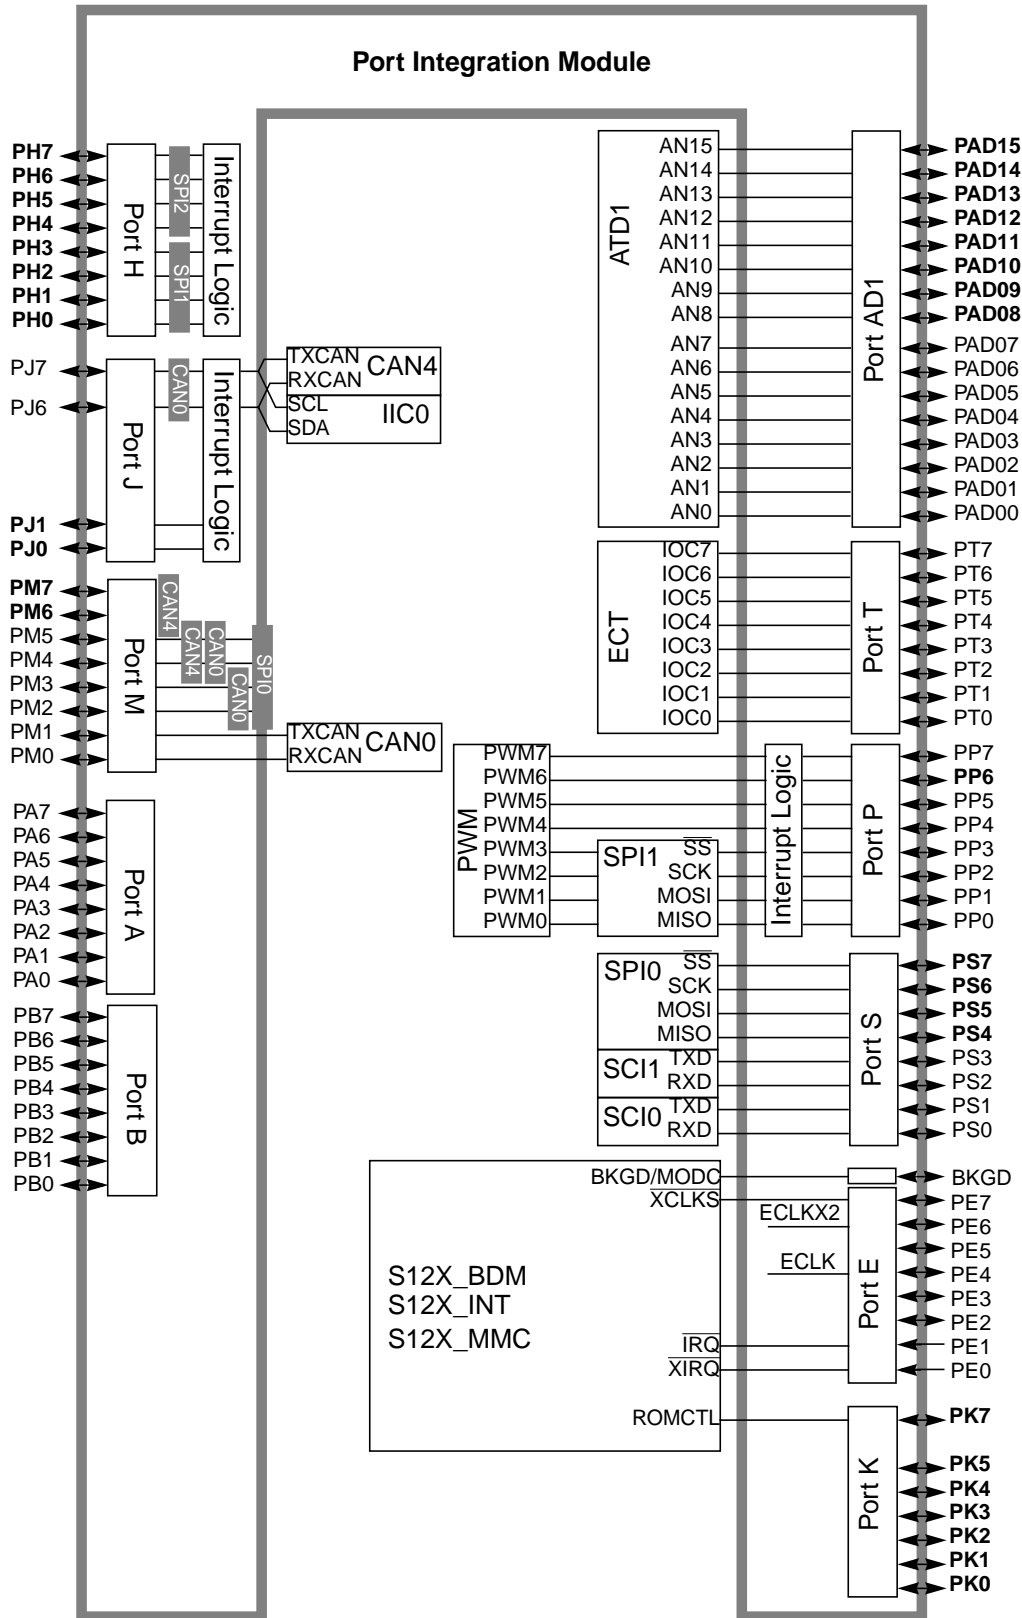 Port Integration Module
PH7
PH6
PH5
PH4
PH3
PH2
PH1
PH0
Port H
SPI2
SPI1
Interrupt Logic
PJ7
PJ6
PJ1
PJ0
Port J
CAN0
Interrupt Logic
TXCAN
RXCAN
CAN4
SCL
SDA
IIC0
PM7
PM6
PM5
PM4
PM3
PM2
PM1
PM0
Port M
CAN4
CAN4
CAN0
CAN0
SPI0
TXCAN
RXCAN
CAN0
PA7
PA6
PA5
PA4
PA3
PA2
PA1
PA0
Port A
PB7
PB6
PB5
PB4
PB3
PB2
PB1
PB0
Port B
ATD1
AN15
AN14
AN13
AN12
AN11
AN10
AN9
AN8
AN7
AN6
AN5
AN4
AN3
AN2
AN1
AN0
Port AD1
PAD15
PAD14
PAD13
PAD12
PAD11
PAD10
PAD09
PAD08
PAD07
PAD06
PAD05
PAD04
PAD03
PAD02
PAD01
PAD00
ECT
IOC7
IOC6
IOC5
IOC4
IOC3
IOC2
IOC1
IOC0
Port T
PT7
PT6
PT5
PT4
PT3
PT2
PT1
PT0
PWM
PWM7
PWM6
PWM5
PWM4
PWM3
PWM2
PWM1
PWM0
SPI1
SS
SCK
MOSI
MISO
Interrupt Logic
Port P
PP7
PP6
PP5
PP4
PP3
PP2
PP1
PP0
SPI0
SS
SCK
MOSI
MISO
SCI1
TXD
RXD
SCI0
TXD
RXD
Port S
PS7
PS6
PS5
PS4
PS3
PS2
PS1
PS0
BKGD/MODC
XCLKS
S12X_BDM
S12X_INT
S12X_MMC
IRQ
XIRQ
ROMCTL
ECLKX2
ECLK
BKGD
Port E
PE7
PE6
PE5
PE4
PE3
PE2
PE1
PE0
Port K
PK7
PK5
PK4
PK3
PK2
PK1
PK0